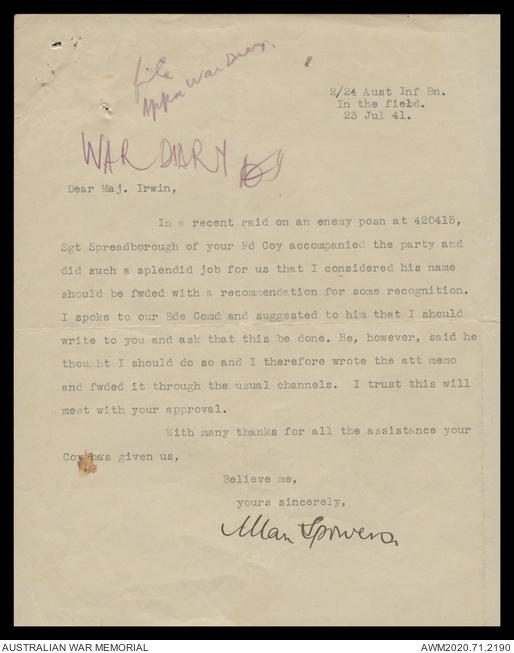 file
War Diary
2/24 Aust Inf Bn.
In the field.
23 Jul 41.
WAR DIARY
Dear Maj. Irwin,
In a recent raid on an enemy posn at 420415,
Sgt Spreadborough of your Fd Coy accompanied the party and
did such a splendid job for us that I considered his name
should be fwded with a recommendation for some recognition.
I spoke to our Bde Comd and suggested to him that I should
write to you and ask that this be done. He, however, said he
thought I should do so and I therefore wrote the att memo
and fwded it through the usual channels. I trust this will
meet with your approval.
With many thanks for all the assistance your
Coy has given us,
Believe me,
yours sincerely,
Allan Spowers.
AUSTRALIAN WAR MEMORIAL
AWM2020.71.2190